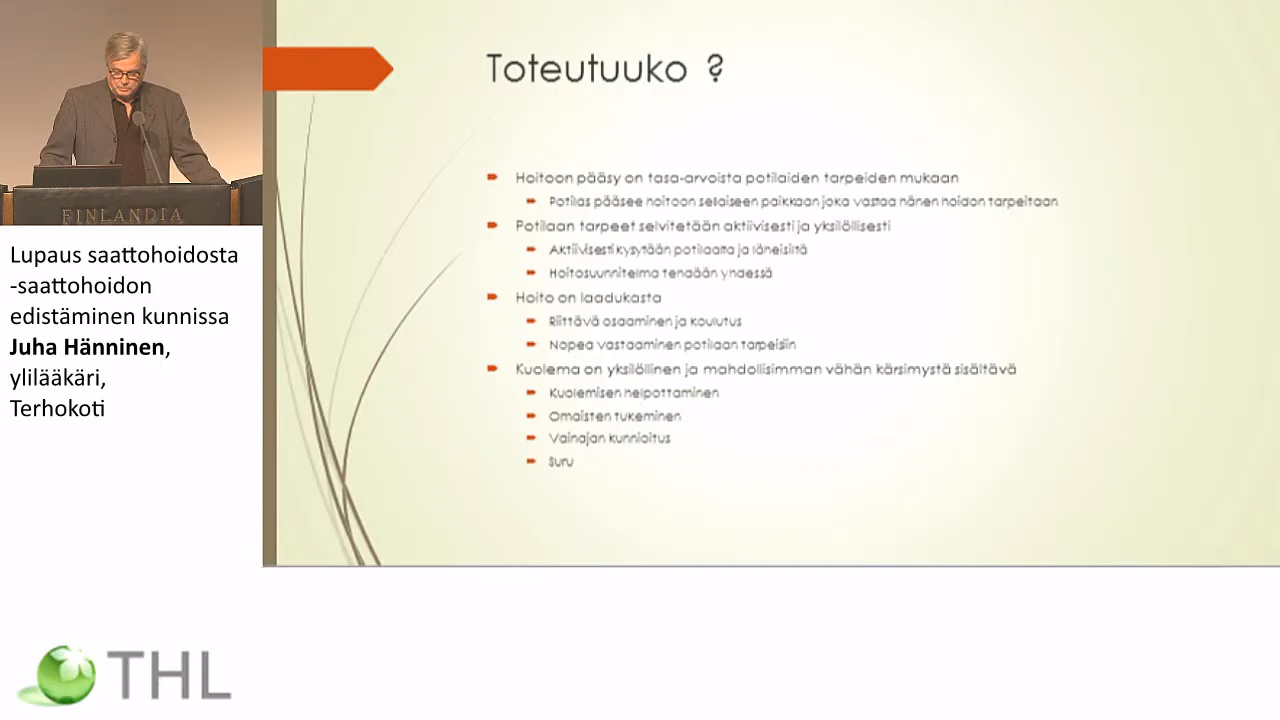 FINLANDIA
Lupaus saattohoidosta
-saattohoidon
edistäminen kunnissa
Juha Hänninen,
ylilääkäri,
Terhokoti
THL
Toteutuuko ?
Hoitoon pääsy on tasa-arvoista potilaiden tarpeiden mukaan
Potilas pääsee hoitoon sellaiseen paikkaan joka vastaa hänen hoidon tarpeitaan
Potilaan tarpeet selvitetään aktiivisesti ja yksilöllisesti
Aktiivisesti kysytään potilaalta ja läheisiltä
Hoitosuunnitelma tehdään yhdessä
Hoito on laadukasta
Riittävä osaaminen ja koulutus
Nopea vastaaminen potilaan tarpeisiin
Kuolema on yksilöllinen ja mahdollisimman vähän kärsimystä sisältävä
Kuolemisen helpottaminen
Omaisten tukeminen
Vainajan kunnioitus
Suru